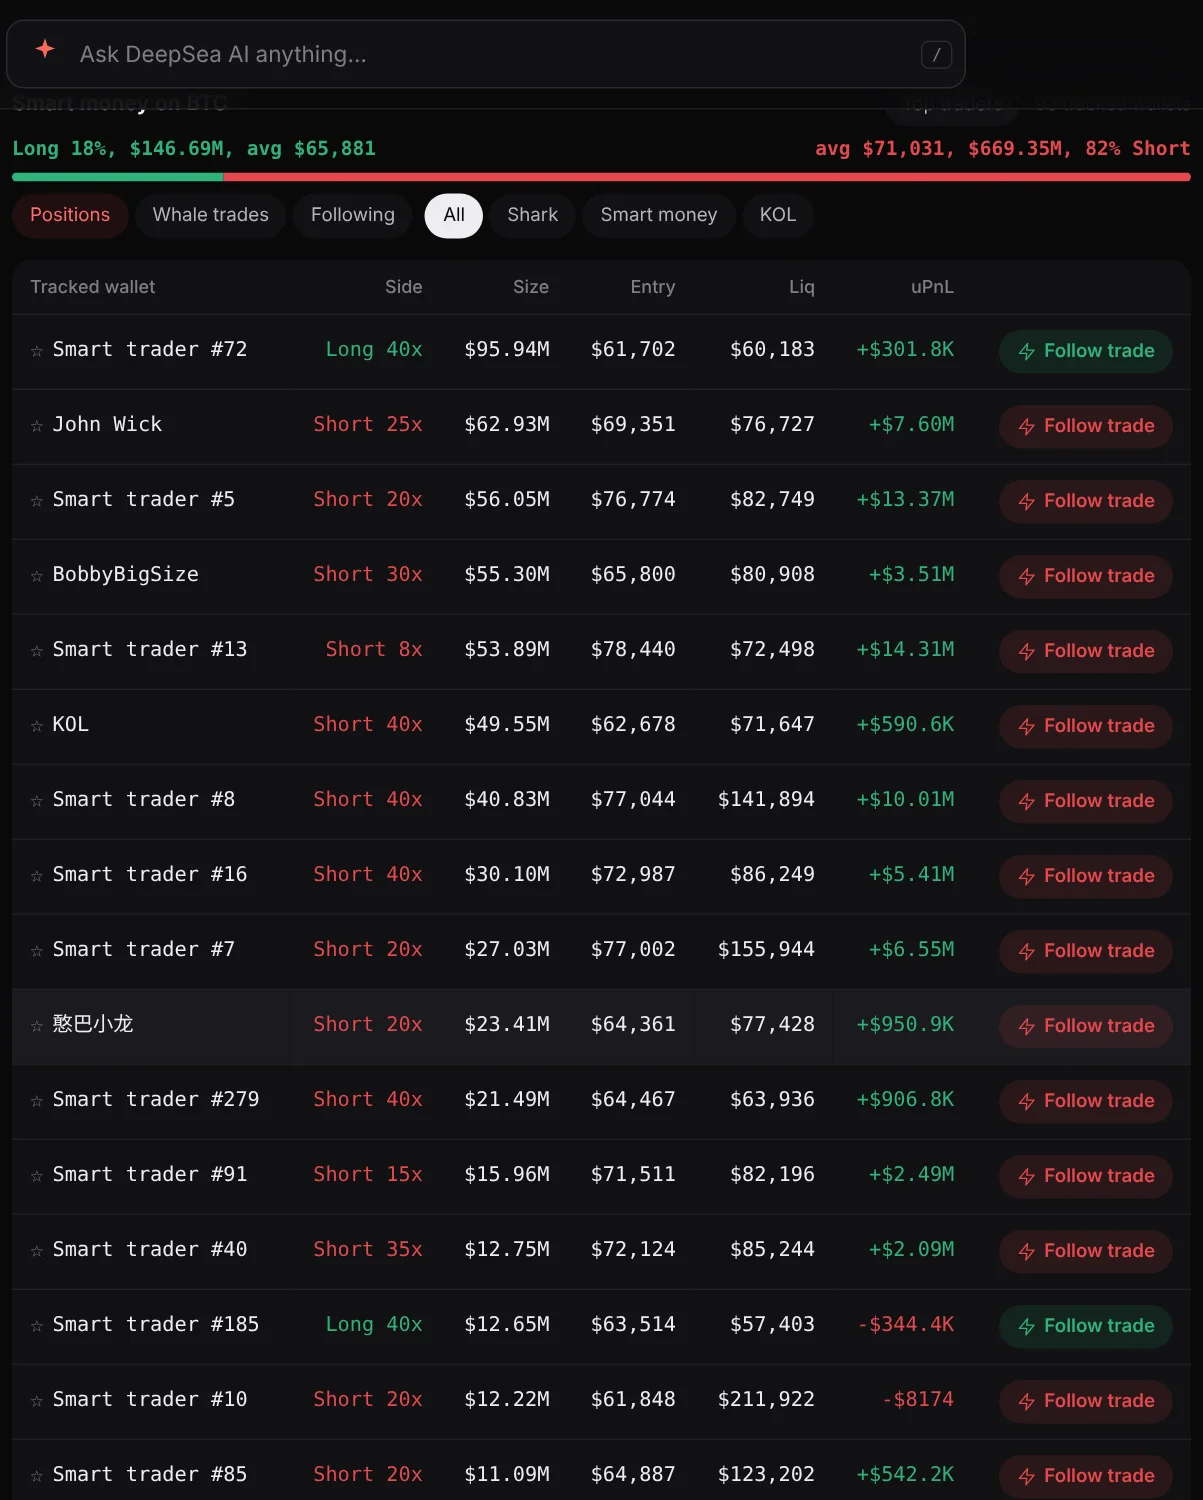 Ask DeepSea AI anything...
/
Smart money on BTC
Top traders
Long 18%, $146.69M, avg $65,881
avg $71,031, $669.35M, 82% Short
Positions Whale trades Following All Shark Smart money KOL
Tracked wallet Side Size Entry Liq uPnL
☆ Smart trader #72 Long 40x $95.94M $61,702 $60,183 +$301.8K Follow trade
☆ John Wick Short 25x $62.93M $69,351 $76,727 +$7.60M Follow trade
☆ Smart trader #5 Short 20x $56.05M $76,774 $82,749 +$13.37M Follow trade
☆ BobbyBigSize Short 30x $55.30M $65,800 $80,908 +$3.51M Follow trade
☆ Smart trader #13 Short 8x $53.89M $78,440 $72,498 +$14.31M Follow trade
☆ KOL Short 40x $49.55M $62,678 $71,647 +$590.6K Follow trade
☆ Smart trader #8 Short 40x $40.83M $77,044 $141,894 +$10.01M Follow trade
☆ Smart trader #16 Short 40x $30.10M $72,987 $86,249 +$5.41M Follow trade
☆ Smart trader #7 Short 20x $27.03M $77,002 $155,944 +$6.55M Follow trade
☆ 憨巴小龙 Short 20x $23.41M $64,361 $77,428 +$950.9K Follow trade
☆ Smart trader #279 Short 40x $21.49M $64,467 $63,936 +$906.8K Follow trade
☆ Smart trader #91 Short 15x $15.96M $71,511 $82,196 +$2.49M Follow trade
☆ Smart trader #40 Short 35x $12.75M $72,124 $85,244 +$2.09M Follow trade
☆ Smart trader #185 Long 40x $12.65M $63,514 $57,403 -$344.4K Follow trade
☆ Smart trader #10 Short 20x $12.22M $61,848 $211,922 -$8174 Follow trade
☆ Smart trader #85 Short 20x $11.09M $64,887 $123,202 +$542.2K Follow trade